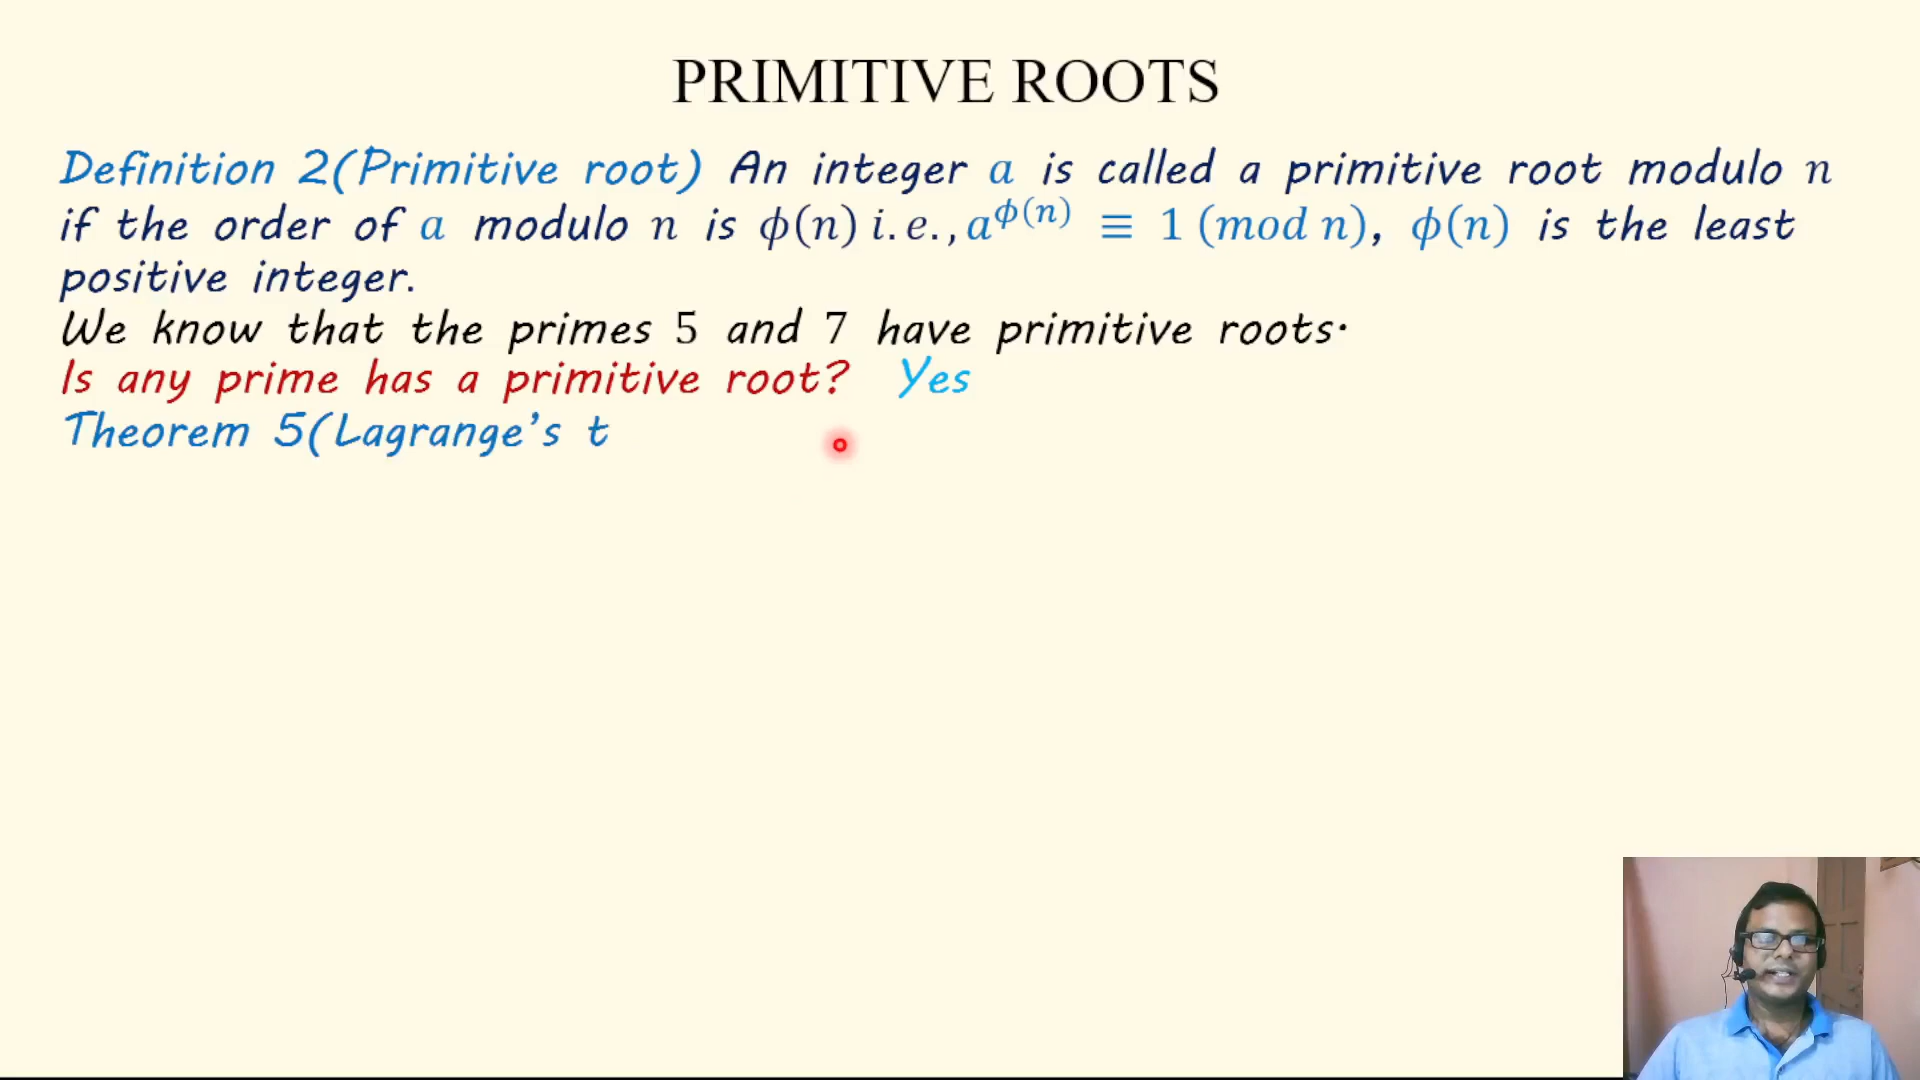 PRIMITIVE ROOTS
Definition 2(Primitive root) An integer a is called a primitive root modulo n
if the order of a modulo n is ϕ(n) i.e., a^ϕ(n) ≡ 1 (mod n), ϕ(n) is the least
positive integer.
We know that the primes 5 and 7 have primitive roots.
Is any prime has a primitive root? Yes
Theorem 5(Lagrange’s t